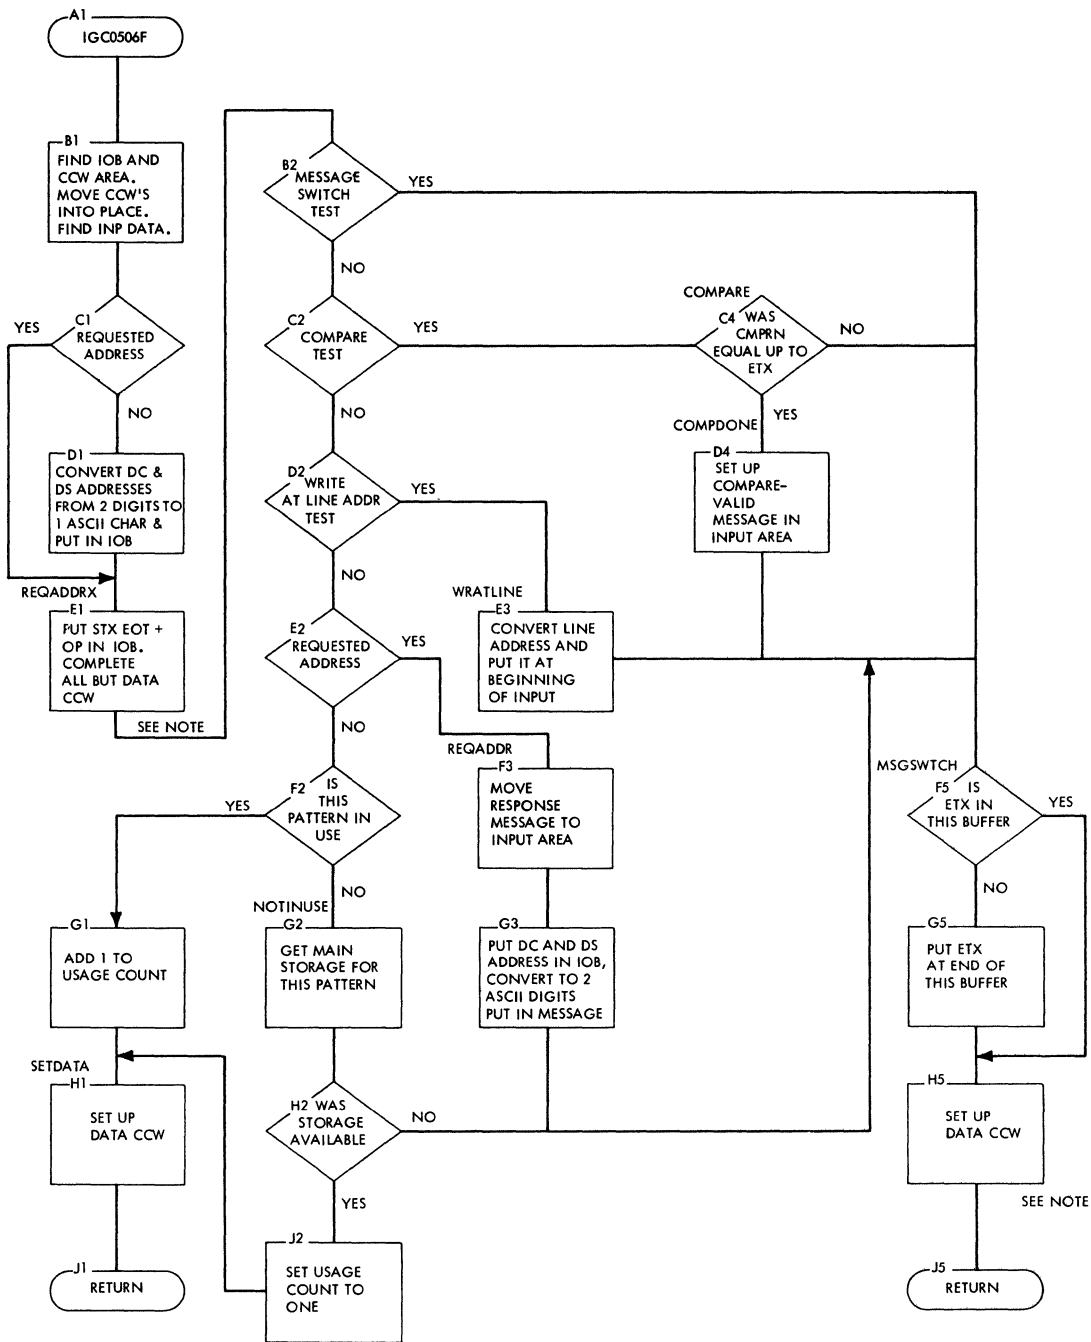 A1
IGC0506F
B1
FIND IOB AND
CCW AREA.
MOVE CCW'S
INTO PLACE.
FIND INP DATA.
YES
C1
REQUESTED
ADDRESS
NO
D1
CONVERT DC &
DS ADDRESSES
FROM 2 DIGITS TO
1 ASCII CHAR &
PUT IN IOB
REQADDRX
E1
PUT STX EOT +
OP IN IOB.
COMPLETE
ALL BUT DATA
CCW
SEE NOTE
B2
MESSAGE
SWITCH
TEST
YES
NO
C2
COMPARE
TEST
YES
NO
COMPARE
C4 WAS
CMPRN
EQUAL UP TO
ETX
NO
YES
COMPDONE
D4
SET UP
COMPARE-
VALID
MESSAGE IN
INPUT AREA
D2
WRITE
AT LINE ADDR
TEST
YES
NO
WRATLINE
E3
CONVERT LINE
ADDRESS AND
PUT IT AT
BEGINNING
OF INPUT
E2
REQUESTED
ADDRESS
YES
NO
REQADDR
F3
MOVE
RESPONSE
MESSAGE TO
INPUT AREA
G3
PUT DC AND DS
ADDRESS IN IOB,
CONVERT TO 2
ASCII DIGITS
PUT IN MESSAGE
F2 IS
THIS
PATTERN IN
USE
YES
NO
G1
ADD 1 TO
USAGE COUNT
NOTINUSE
G2
GET MAIN
STORAGE FOR
THIS PATTERN
SETDATA
H1
SET UP
DATA CCW
H2 WAS
STORAGE
AVAILABLE
NO
YES
J2
SET USAGE
COUNT TO
ONE
J1
RETURN
MSGSWTCH
F5 IS
ETX IN
THIS BUFFER
YES
NO
G5
PUT ETX
AT END OF
THIS BUFFER
H5
SET UP
DATA CCW
SEE NOTE
J5
RETURN